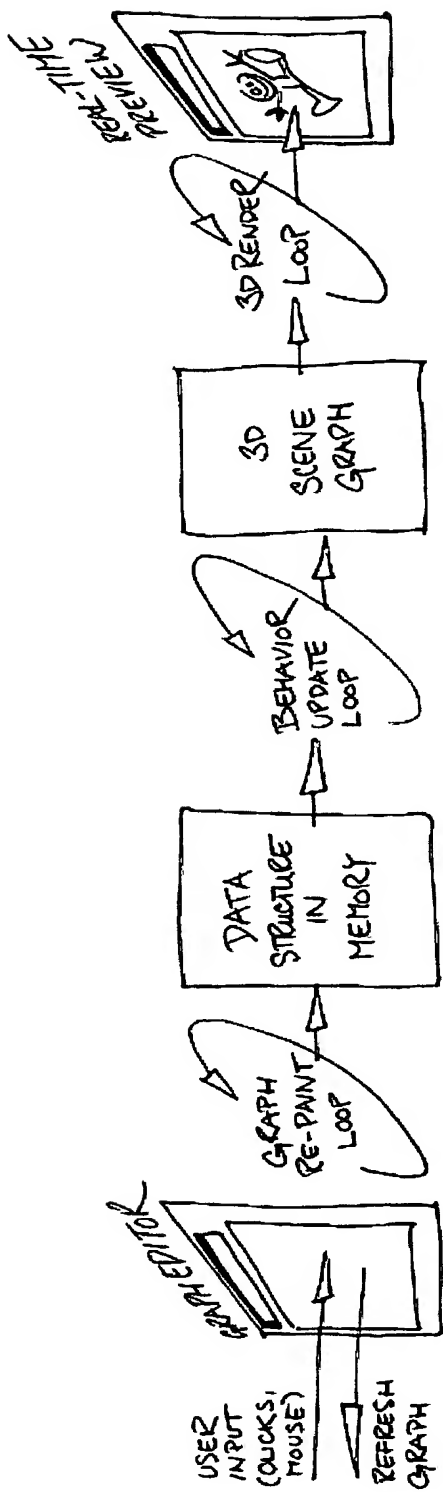 USER
INPUT
(CLICKS,
MOUSE)
REFRESH
GRAPH
GRAPH EDITOR
GRAPH
RE-PAINT
LOOP
DATA
STRUCTURE
IN
MEMORY
BEHAVIOR
UPDATE
LOOP
3D
SCENE
GRAPH
3D RENDER
LOOP
REAL-TIME
PREVIEW